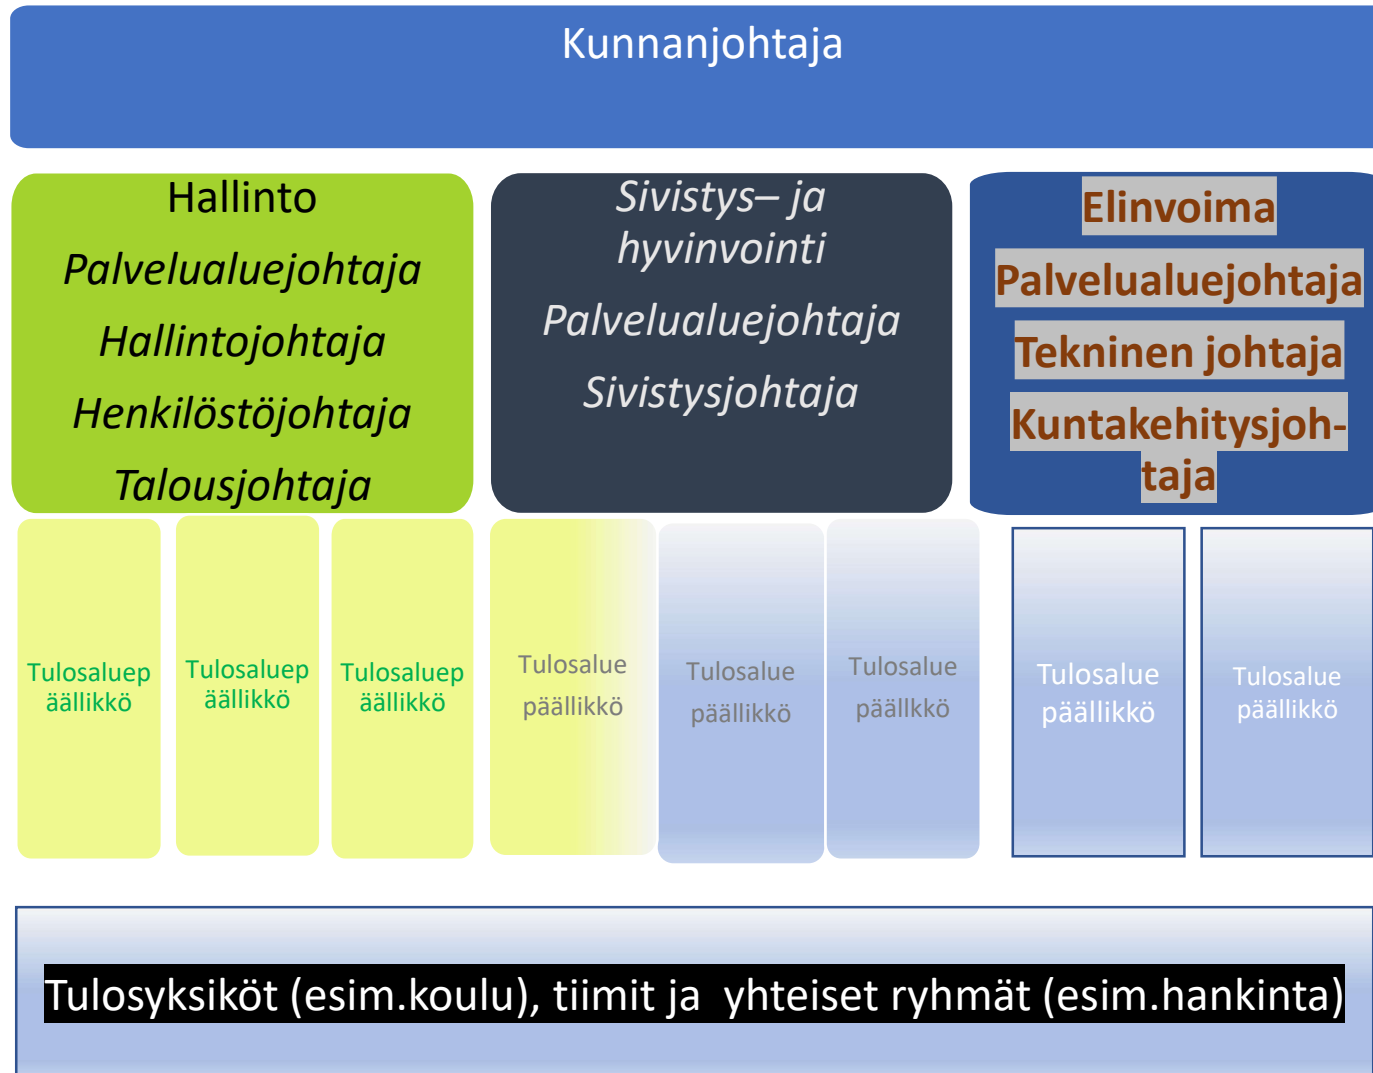 Kunnanjohtaja
Hallinto
Palvelualuejohtaja
Hallintojohtaja
Henkilöstöjohtaja
Talousjohtaja
Sivistys– ja
hyvinvointi
Palvelualuejohtaja
Sivistysjohtaja
Elinvoima
Palvelualuejohtaja
Tekninen johtaja
Kuntakehitysjoh-
taja
Tulosaluep
äällikkö
Tulosaluep
äällikkö
Tulosaluep
äällikkö
Tulosalue
päällikkö
Tulosalue
päällikkö
Tulosalue
päällkkö
Tulosalue
päällikkö
Tulosalue
päällikkö
Tulosyksiköt (esim.koulu), tiimit ja  yhteiset ryhmät (esim.hankinta)